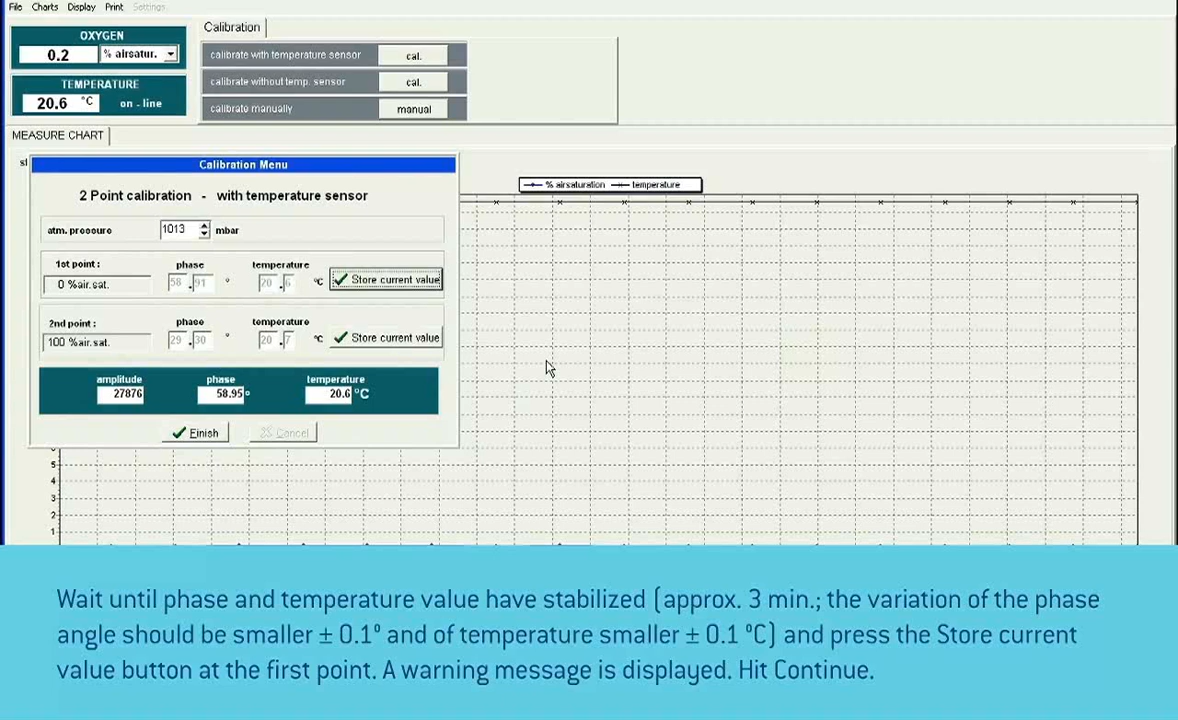 File Charts Display Print Settings
OXYGEN
0.2 % airsatur.
TEMPERATURE
20.6 °C on - line
Calibration
calibrate with temperature sensor cal.
calibrate without temp. sensor cal.
calibrate manually manual
MEASURE CHART
% airsaturation temperature
Calibration Menu
2 Point calibration - with temperature sensor
atm. pressure 1013 mbar
1st point : phase temperature
0 %air.sat. 58 . 91 ° 20 . 6 °C Store current value
2nd point : phase temperature
100 %air.sat. 29 . 30 ° 20 . 7 °C Store current value
amplitude phase temperature
27876 58.95 ° 20.6 °C
Finish Cancel
5
4
3
2
1
Wait until phase and temperature value have stabilized (approx. 3 min.; the variation of the phase
angle should be smaller ± 0.1° and of temperature smaller ± 0.1 °C) and press the Store current
value button at the first point. A warning message is displayed. Hit Continue.